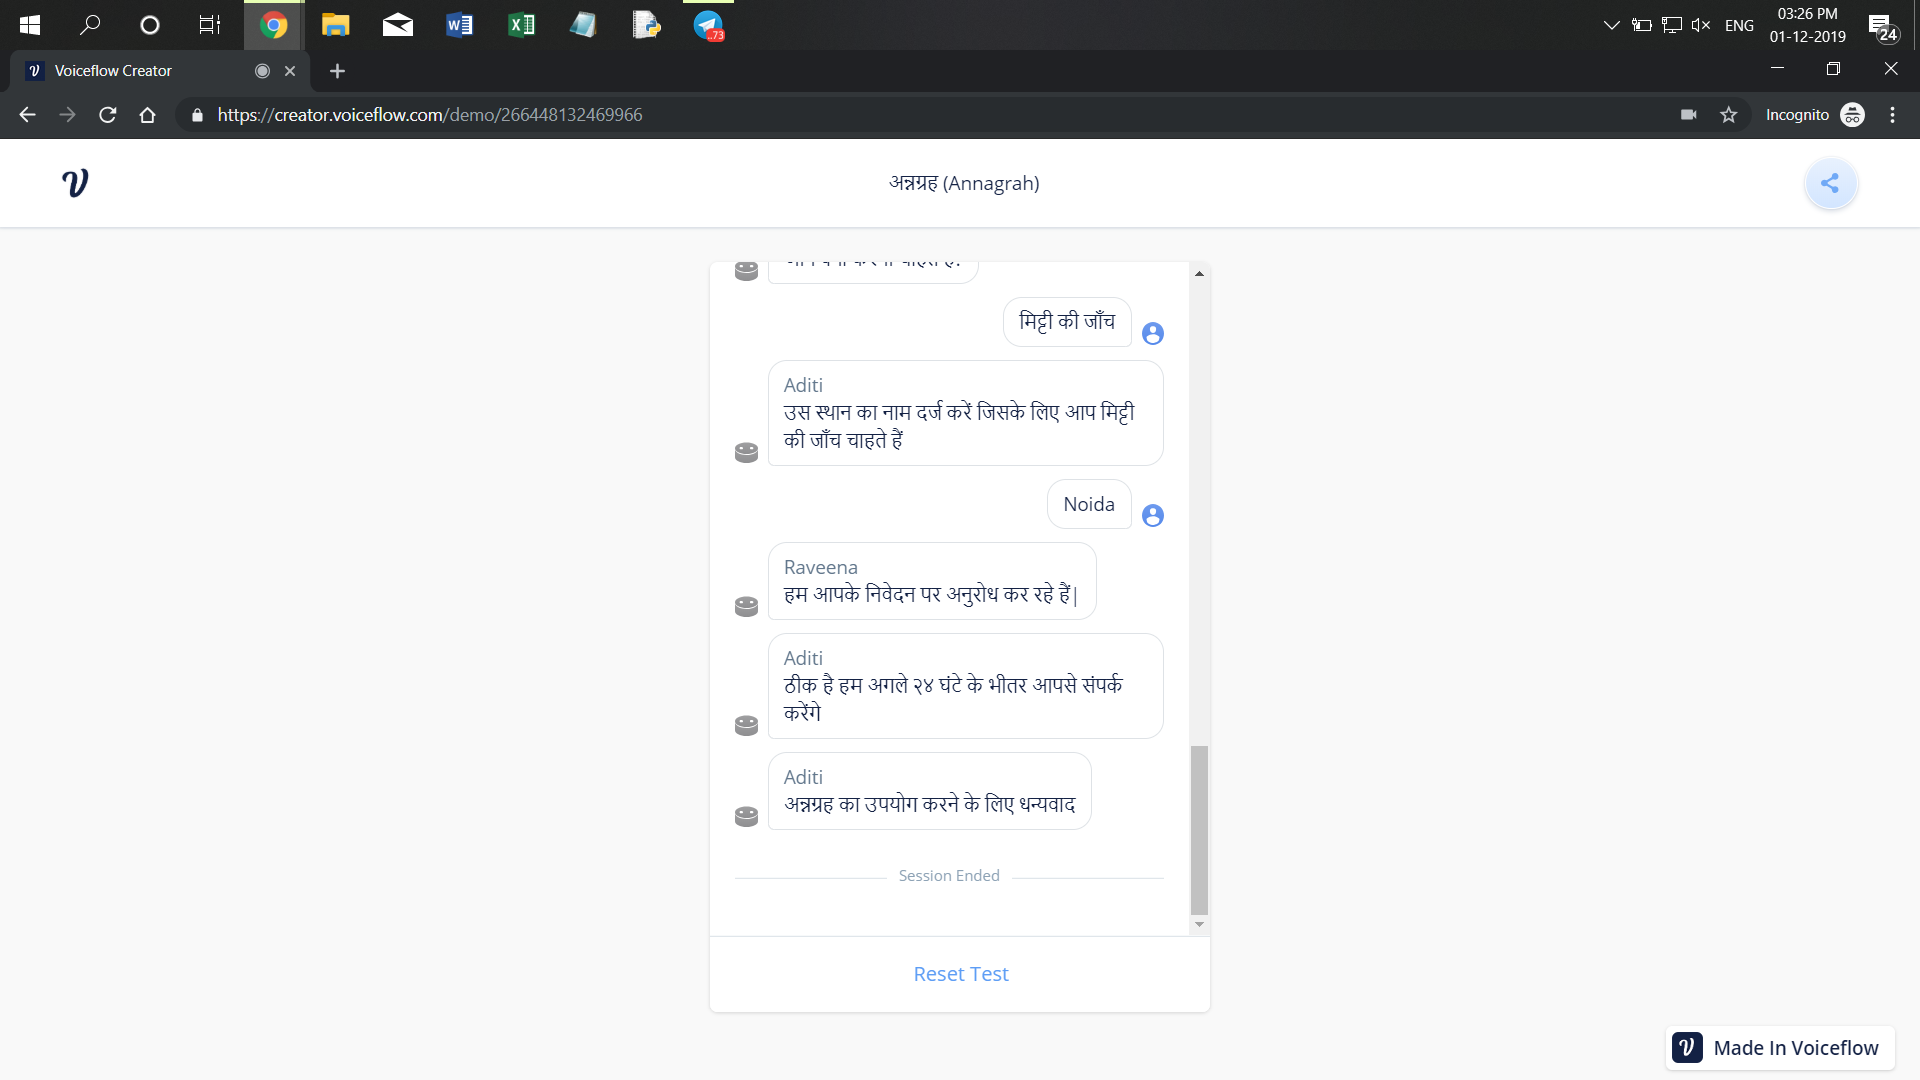 ENG
03:26 PM
01-12-2019
24
73
Voiceflow Creator
https://creator.voiceflow.com/demo/266448132469966
Incognito
अन्नग्रह (Annagrah)
मिट्टी की जाँच
Aditi
उस स्थान का नाम दर्ज करें जिसके लिए आप मिट्टी
की जाँच चाहते हैं
Noida
Raveena
हम आपके निवेदन पर अनुरोध कर रहे हैं|
Aditi
ठीक है हम अगले २४ घंटे के भीतर आपसे संपर्क
करेंगे
Aditi
अन्नग्रह का उपयोग करने के लिए धन्यवाद
Session Ended
Reset Test
Made In Voiceflow